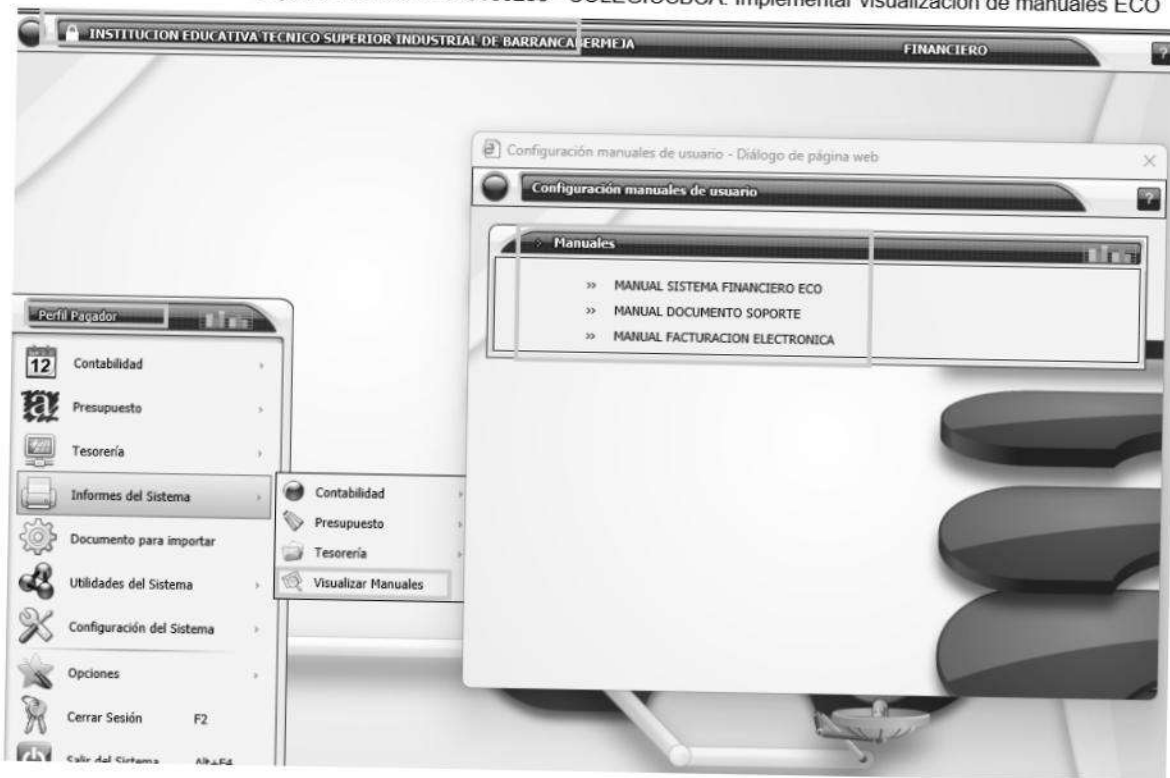 COLEGIOSBCA: Implementar visualización de manuales ECO
INSTITUCION EDUCATIVA TECNICO SUPERIOR INDUSTRIAL DE BARRANCABERMEJA
FINANCIERO
?
Configuración manuales de usuario - Diálogo de página web
Configuración manuales de usuario
?
Manuales
» MANUAL SISTEMA FINANCIERO ECO
» MANUAL DOCUMENTO SOPORTE
» MANUAL FACTURACION ELECTRONICA
Perfil Pagador
12 Contabilidad
Presupuesto
Tesorería
Informes del Sistema
Contabilidad
Presupuesto
Tesorería
Visualizar Manuales
Documento para importar
Utilidades del Sistema
Configuración del Sistema
Opciones
Cerrar Sesión F2
Salir del Sistema Alt+F4